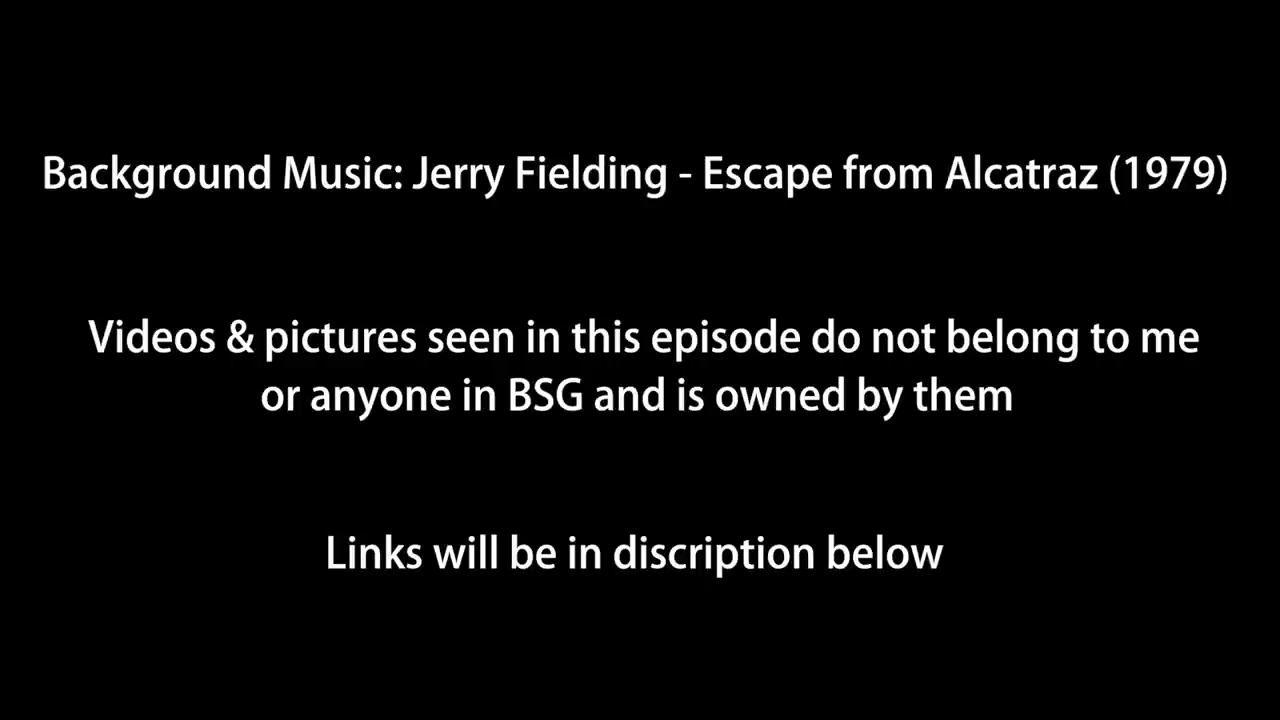 Background Music: Jerry Fielding - Escape from Alcatraz (1979)
Videos & pictures seen in this episode do not belong to me
or anyone in BSG and is owned by them
Links will be in discription below